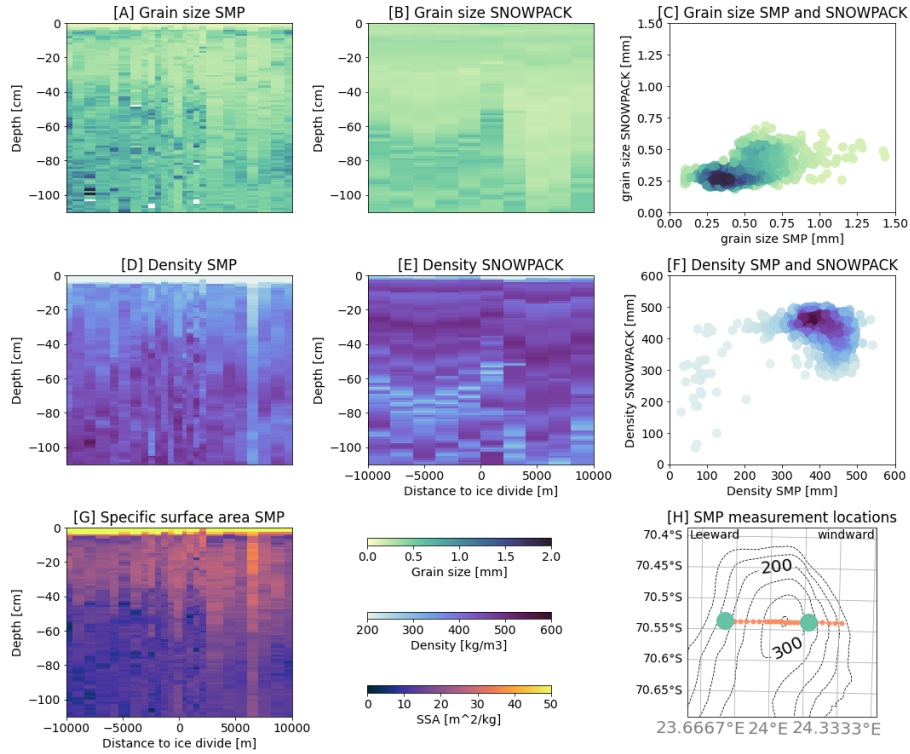 [A] Grain size SMP
[B] Grain size SNOWPACK
[C] Grain size SMP and SNOWPACK
Depth [cm]
0
−20
−40
−60
−80
−100
Depth [cm]
0
−20
−40
−60
−80
−100
grain size SNOWPACK [mm]
1.50
1.25
1.00
0.75
0.50
0.25
0.00
0.00 0.25 0.50 0.75 1.00 1.25 1.50
grain size SMP [mm]
[D] Density SMP
[E] Density SNOWPACK
[F] Density SMP and SNOWPACK
Depth [cm]
0
−20
−40
−60
−80
−100
Depth [cm]
0
−20
−40
−60
−80
−100
−10000 −5000 0 5000 10000
Distance to ice divide [m]
Density SNOWPACK [mm]
600
500
400
300
200
100
0
0 100 200 300 400 500 600
Density SMP [mm]
[G] Specific surface area SMP
Depth [cm]
0
−20
−40
−60
−80
−100
−10000 −5000 0 5000 10000
Distance to ice divide [m]
0.0 0.5 1.0 1.5 2.0
Grain size [mm]
200 300 400 500 600
Density [kg/m3]
0 10 20 30 40 50
SSA [m^2/kg]
[H] SMP measurement locations
Leeward windward
70.4°S
70.45°S
70.5°S
70.55°S
70.6°S
70.65°S
200
300
23.6667°E 24°E 24.3333°E